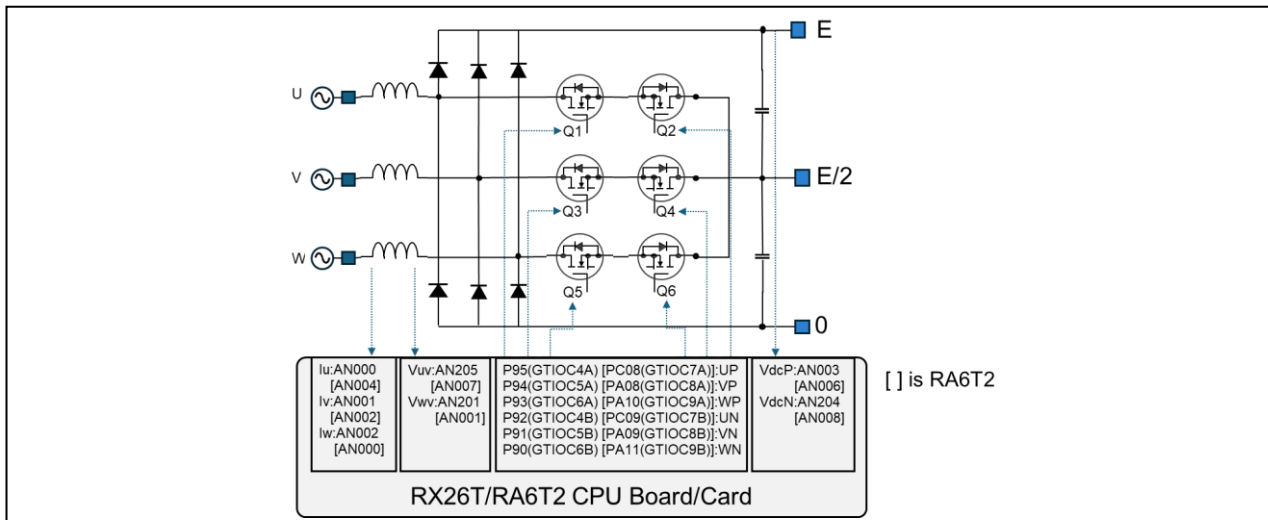 E
U
Q1
Q2
V
E/2
Q3
Q4
W
Q5
Q6
0
Iu:AN000
[AN004]
Iv:AN001
[AN002]
Iw:AN002
[AN000]
Vuv:AN205
[AN007]
Vwv:AN201
[AN001]
P95(GTIOC4A) [PC08(GTIOC7A)]:UP
P94(GTIOC5A) [PA08(GTIOC8A)]:VP
P93(GTIOC6A) [PA10(GTIOC9A)]:WP
P92(GTIOC4B) [PC09(GTIOC7B)]:UN
P91(GTIOC5B) [PA09(GTIOC8B)]:VN
P90(GTIOC6B) [PA11(GTIOC9B)]:WN
VdcP:AN003
[AN006]
VdcN:AN204
[AN008]
[ ] is RA6T2
RX26T/RA6T2 CPU Board/Card